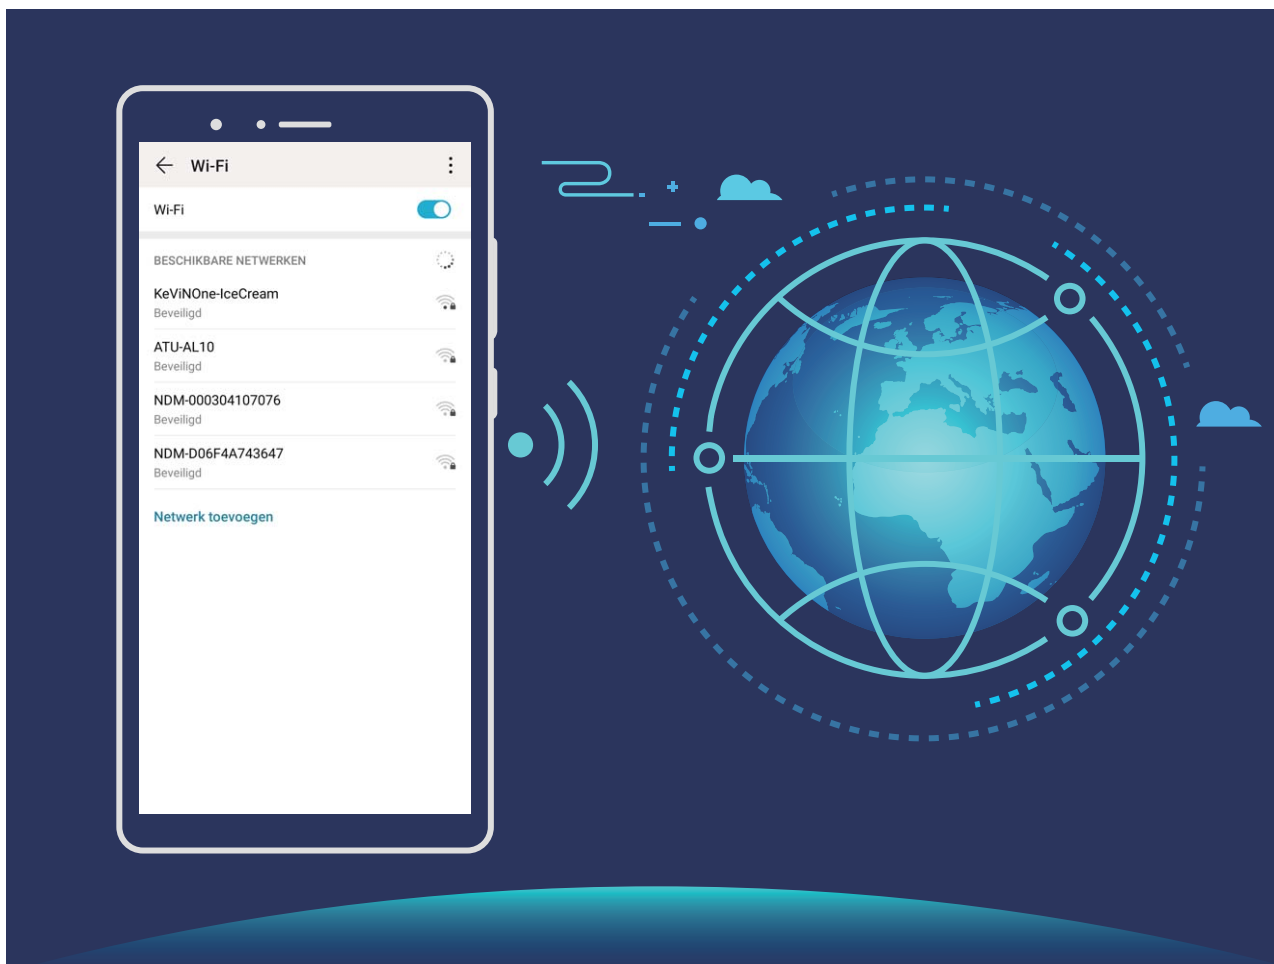 Wi-Fi
Wi-Fi
BESCHIKBARE NETWERKEN
KeViNOne-IceCream
Beveiligd
ATU-AL10
Beveiligd
NDM-000304107076
Beveiligd
NDM-D06F4A743647
Beveiligd
Netwerk toevoegen